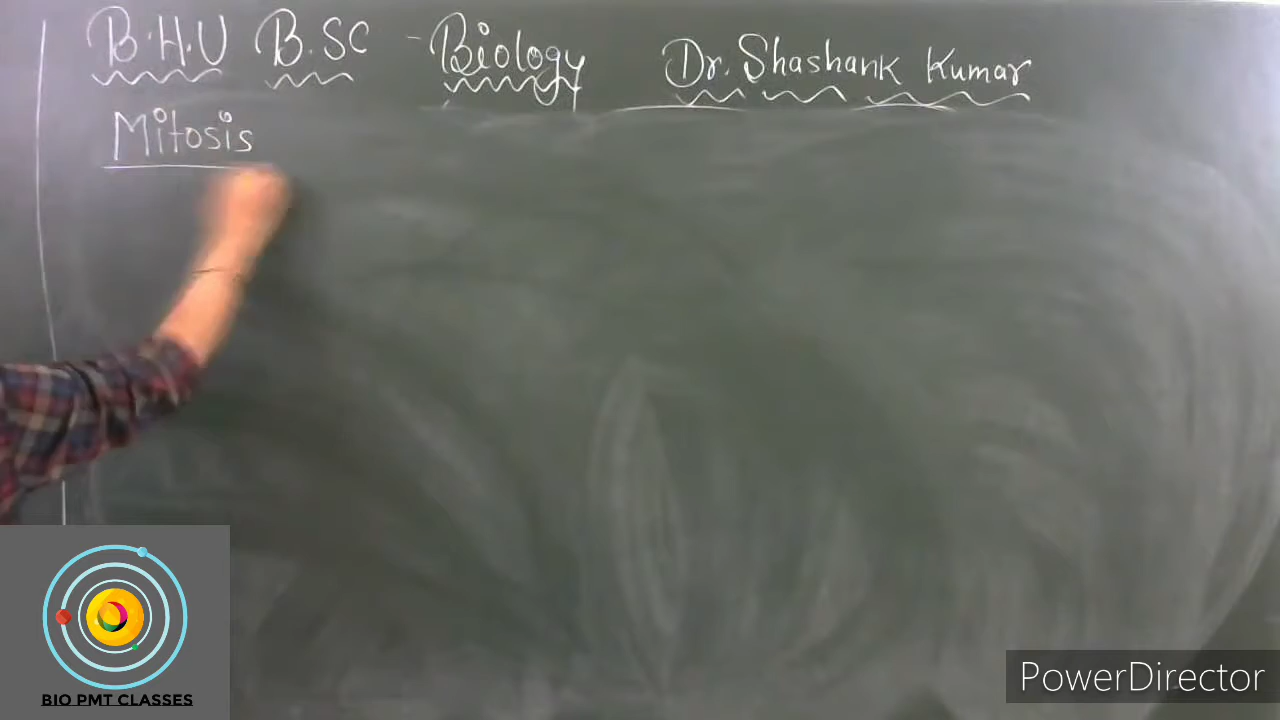 B.H.U B.SC - Biology Dr. Shashank Kumar
Mitosis
BIO PMT CLASSES
PowerDirector